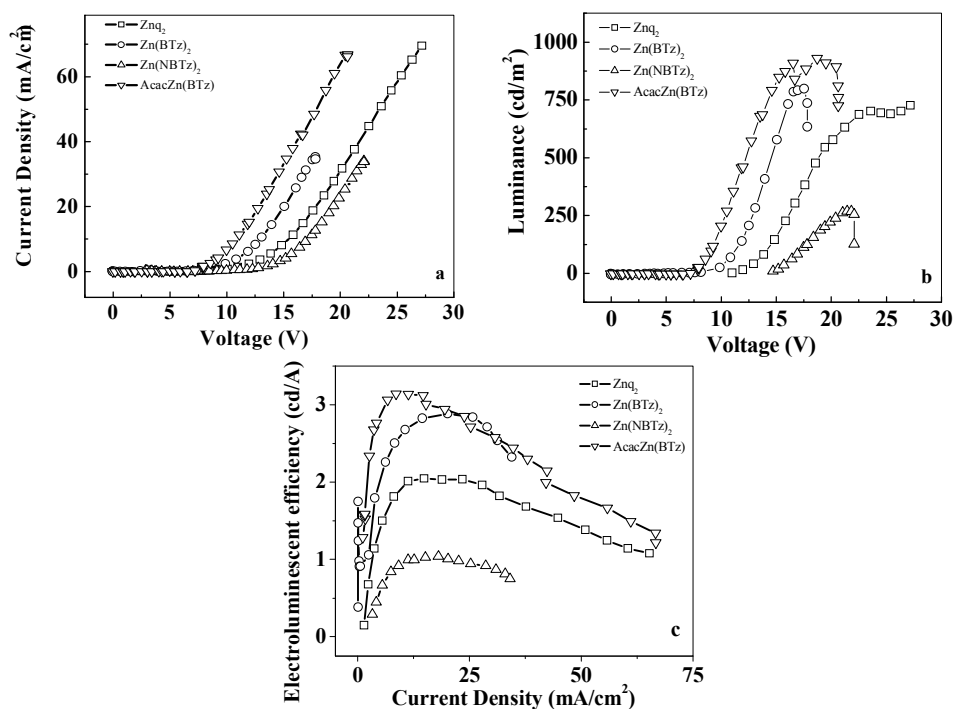 Current Density (mA/cm²)
80
60
40
20
0
Znq₂
Zn(BTz)₂
Zn(NBTz)₂
AcacZn(BTz)
a
0 5 10 15 20 25 30
Voltage (V)
Luminance (cd/m²)
1000
750
500
250
0
Znq₂
Zn(BTz)₂
Zn(NBTz)₂
AcacZn(BTz)
b
0 5 10 15 20 25 30
Voltage (V)
Electroluminescent efficiency (cd/A)
3
2
1
0
Znq₂
Zn(BTz)₂
Zn(NBTz)₂
AcacZn(BTz)
c
0 25 50 75
Current Density (mA/cm²)